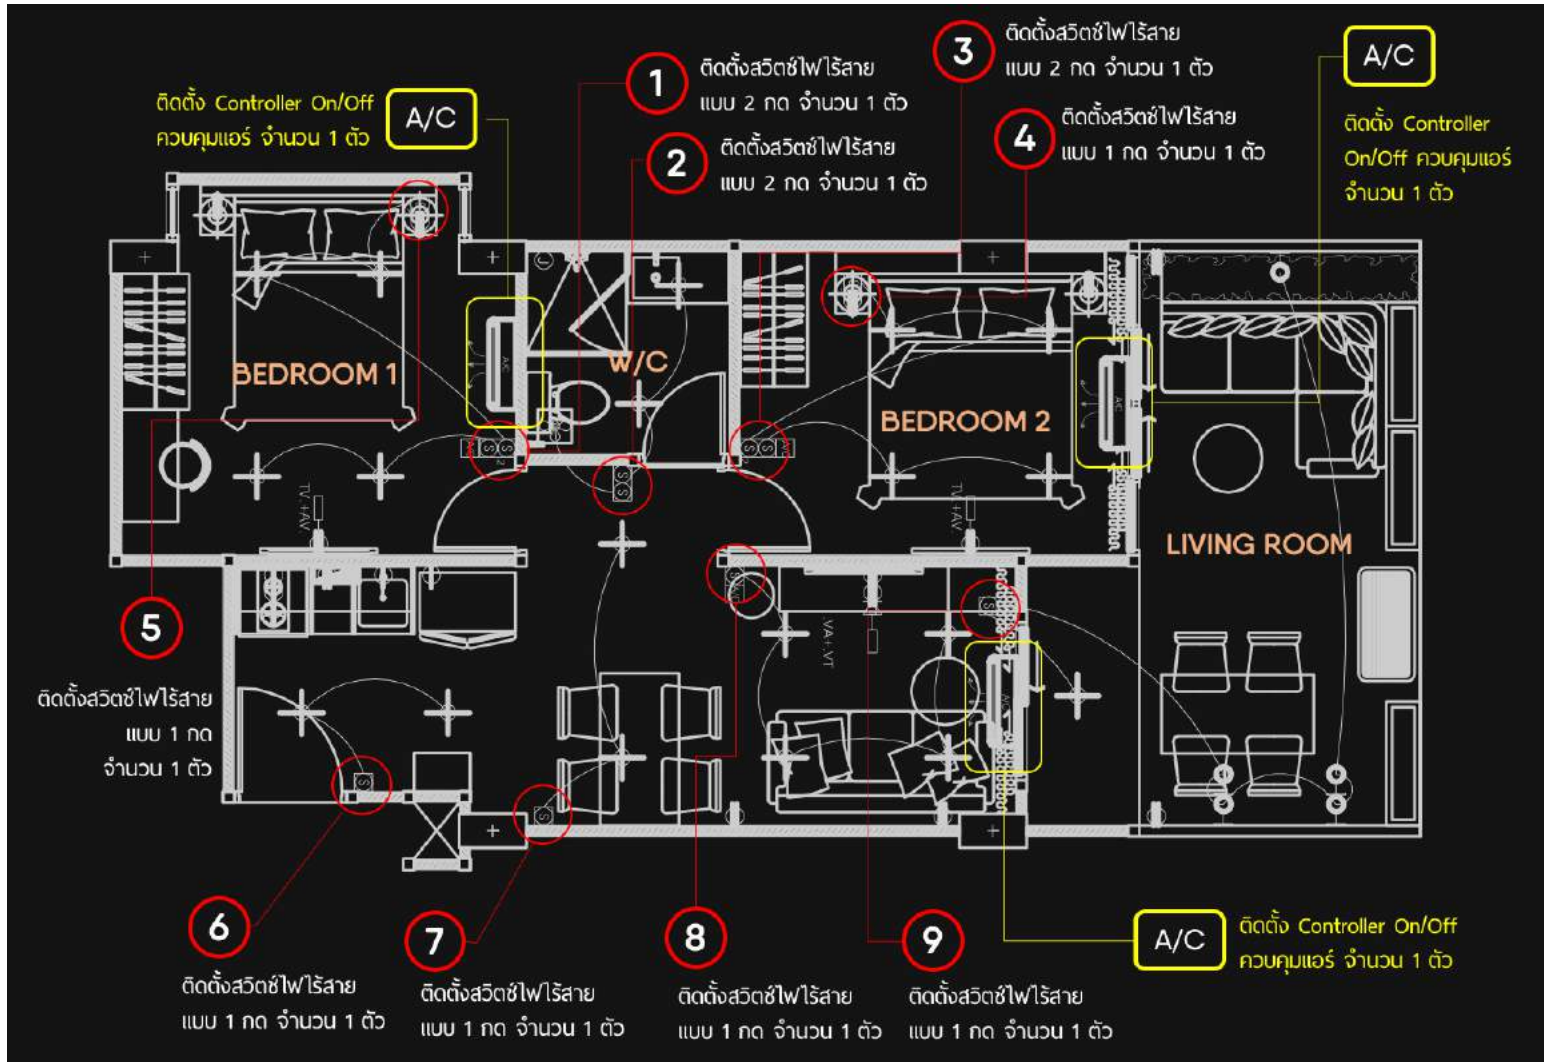 1
ติดตั้งสวิตช์ไฟไร้สาย
แบบ 2 กด จำนวน 1 ตัว
2
ติดตั้งสวิตช์ไฟไร้สาย
แบบ 2 กด จำนวน 1 ตัว
3
ติดตั้งสวิตช์ไฟไร้สาย
แบบ 2 กด จำนวน 1 ตัว
4
ติดตั้งสวิตช์ไฟไร้สาย
แบบ 1 กด จำนวน 1 ตัว
A/C
ติดตั้ง Controller
On/Off ควบคุมแอร์
จำนวน 1 ตัว
ติดตั้ง Controller On/Off
ควบคุมแอร์ จำนวน 1 ตัว
A/C
BEDROOM 1
W/C
BEDROOM 2
LIVING ROOM
A/C
A/C
A/C
TV.+AV
TV.+AV
S
S
S
S
S
S
S
S
S
S
5
ติดตั้งสวิตช์ไฟไร้สาย
แบบ 1 กด
จำนวน 1 ตัว
6
ติดตั้งสวิตช์ไฟไร้สาย
แบบ 1 กด จำนวน 1 ตัว
7
ติดตั้งสวิตช์ไฟไร้สาย
แบบ 1 กด จำนวน 1 ตัว
8
ติดตั้งสวิตช์ไฟไร้สาย
แบบ 1 กด จำนวน 1 ตัว
9
ติดตั้งสวิตช์ไฟไร้สาย
แบบ 1 กด จำนวน 1 ตัว
A/C
ติดตั้ง Controller On/Off
ควบคุมแอร์ จำนวน 1 ตัว